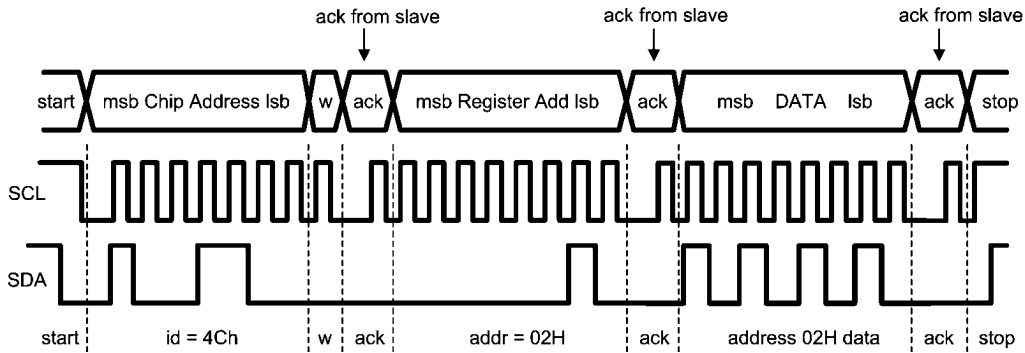 ack from slave ack from slave ack from slave
start msb Chip Address lsb w ack msb Register Add lsb ack msb DATA lsb ack stop
SCL
SDA
start id = 4Ch w ack addr = 02H ack address 02H data ack stop